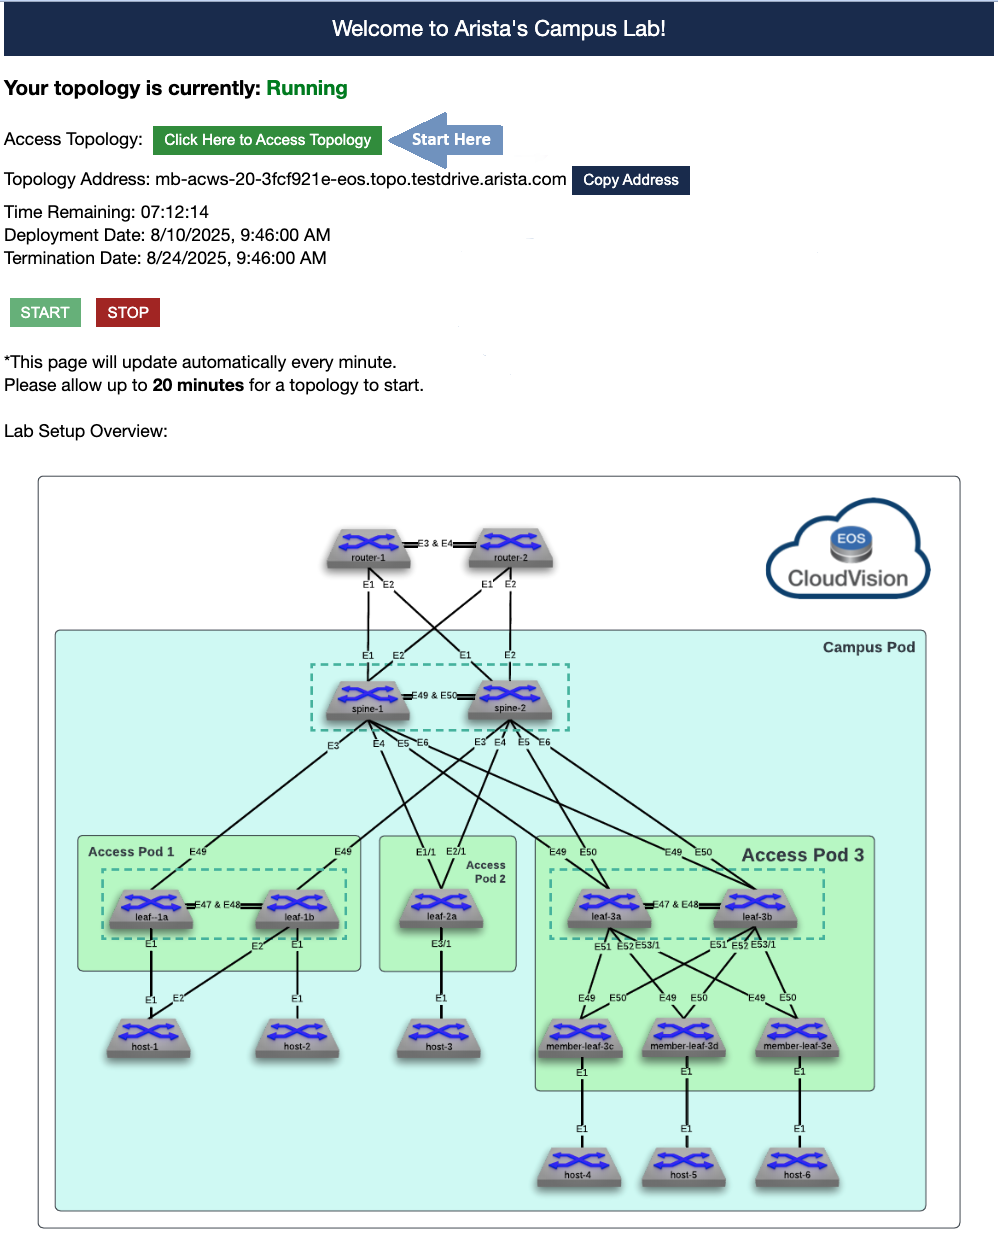 Welcome to Arista's Campus Lab!
Your topology is currently: Running
Access Topology: Click Here to Access Topology Start Here
Topology Address: mb-acws-20-3fcf921e-eos.topo.testdrive.arista.com Copy Address
Time Remaining: 07:12:14
Deployment Date: 8/10/2025, 9:46:00 AM
Termination Date: 8/24/2025, 9:46:00 AM
START STOP
*This page will update automatically every minute.
Please allow up to 20 minutes for a topology to start.
Lab Setup Overview:
EOS
CloudVision
E3 & E4
router-1 router-2
E1 E2 E1 E2
Campus Pod
E1 E2 E1 E2
E49 & E50
spine-1 spine-2
E3 E4 E5 E6 E3 E4 E5 E6
Access Pod 1 E49 E49 E1/1 E2/1 E49 E50 E49 E50
Access
Pod 2
Access Pod 3
E47 & E48 E47 & E48
leaf--1a leaf-1b leaf-2a leaf-3a leaf-3b
E1 E2 E1 E3/1 E51 E52 E53/1 E51 E52 E53/1
E1 E2 E1 E1 E49 E50 E49 E50 E49 E50
host-1 host-2 host-3 member-leaf-3c member-leaf-3d member-leaf-3e
E1 E1 E1
E1 E1 E1
host-4 host-5 host-6